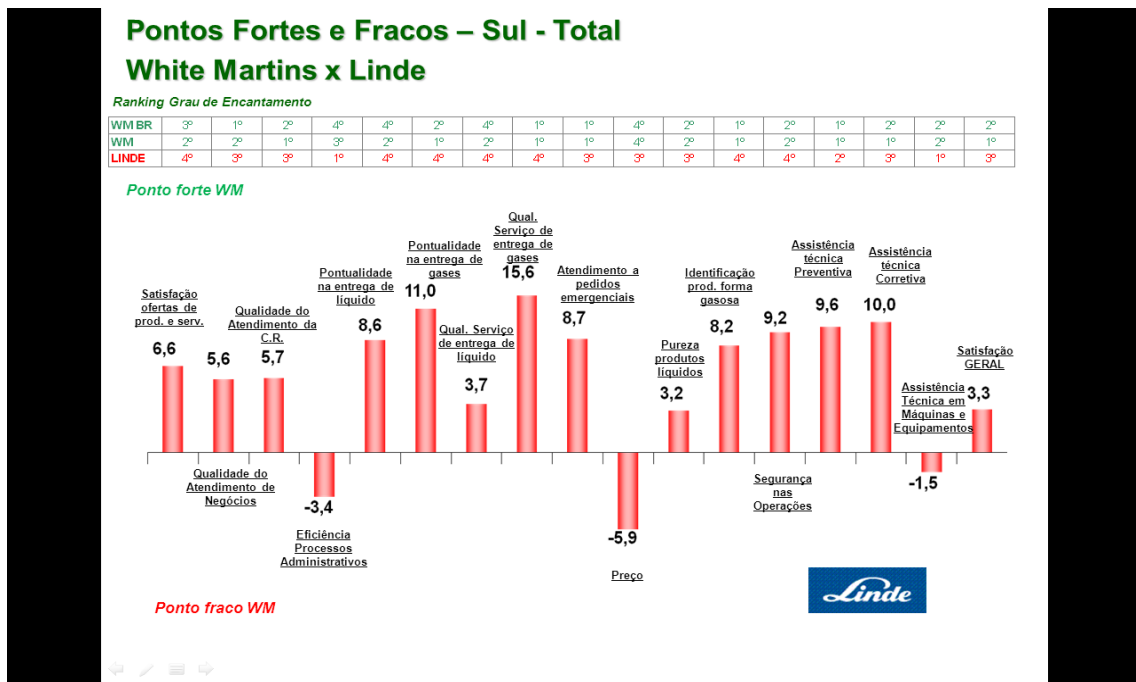 Pontos Fortes e Fracos – Sul - Total
White Martins x Linde
Ranking Grau de Encantamento
WM BR 3º 1º 2º 4º 4º 2º 4º 1º 1º 4º 2º 1º 2º 1º 2º 2º 2º
WM 2º 2º 1º 3º 2º 1º 2º 1º 1º 4º 2º 1º 2º 1º 1º 2º 1º
LINDE 4º 3º 3º 1º 4º 4º 4º 4º 3º 3º 3º 4º 4º 2º 3º 1º 3º
Ponto forte WM
Satisfação
ofertas de
prod. e serv.
6,6
5,6
Qualidade do
Atendimento de
Negócios
Qualidade do
Atendimento da
C.R.
5,7
-3,4
Eficiência
Processos
Administrativos
Pontualidade
na entrega de
líquido
8,6
Pontualidade
na entrega de
gases
11,0
Qual. Serviço
de entrega de
líquido
3,7
Qual.
Serviço de
entrega de
gases
15,6
Atendimento a
pedidos
emergenciais
8,7
-5,9
Preço
Pureza
produtos
líquidos
3,2
Identificação
prod. forma
gasosa
8,2
9,2
Segurança
nas
Operações
Assistência
técnica
Preventiva
9,6
Assistência
técnica
Corretiva
10,0
Assistência
Técnica em
Máquinas e
Equipamentos
-1,5
Satisfação
GERAL
3,3
Linde
Ponto fraco WM